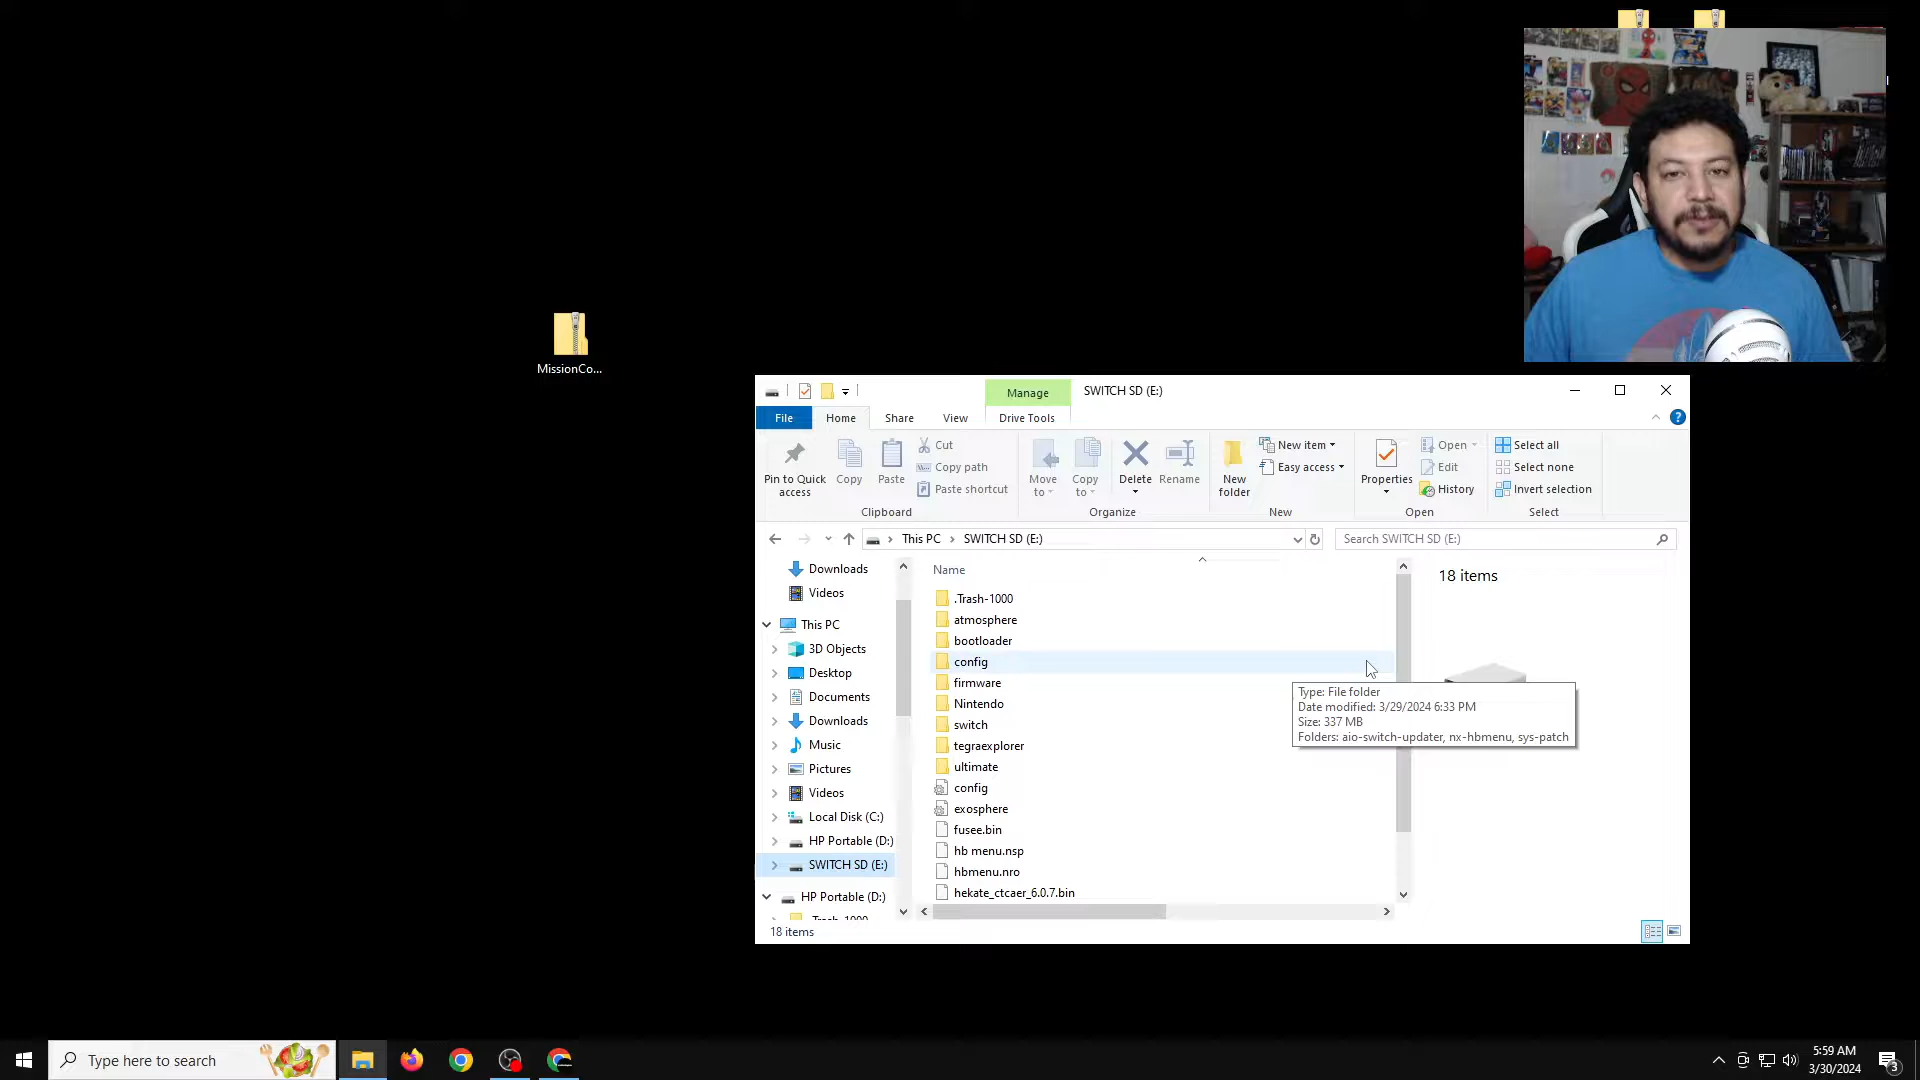 MissionCo...
Manage
SWITCH SD (E:)
File
Home
Share
View
Drive Tools
Pin to Quick access
Copy
Paste
Cut
Copy path
Paste shortcut
Clipboard
Move to
Copy to
Delete
Rename
Organize
New folder
New item
Easy access
New
Properties
Open
Edit
History
Open
Select all
Select none
Invert selection
Select
This PC
SWITCH SD (E:)
Search SWITCH SD (E:)
Downloads
Videos
This PC
3D Objects
Desktop
Documents
Downloads
Music
Pictures
Videos
Local Disk (C:)
HP Portable (D:)
SWITCH SD (E:)
HP Portable (D:)
.Trash-1000
Name
.Trash-1000
atmosphere
bootloader
config
firmware
Nintendo
switch
tegraexplorer
ultimate
config
exosphere
fusee.bin
hb menu.nsp
hbmenu.nro
hekate_ctcaer_6.0.7.bin
18 items
Type: File folder
Date modified: 3/29/2024 6:33 PM
Size: 337 MB
Folders: aio-switch-updater, nx-hbmenu, sys-patch
18 items
Type here to search
5:59 AM
3/30/2024
3